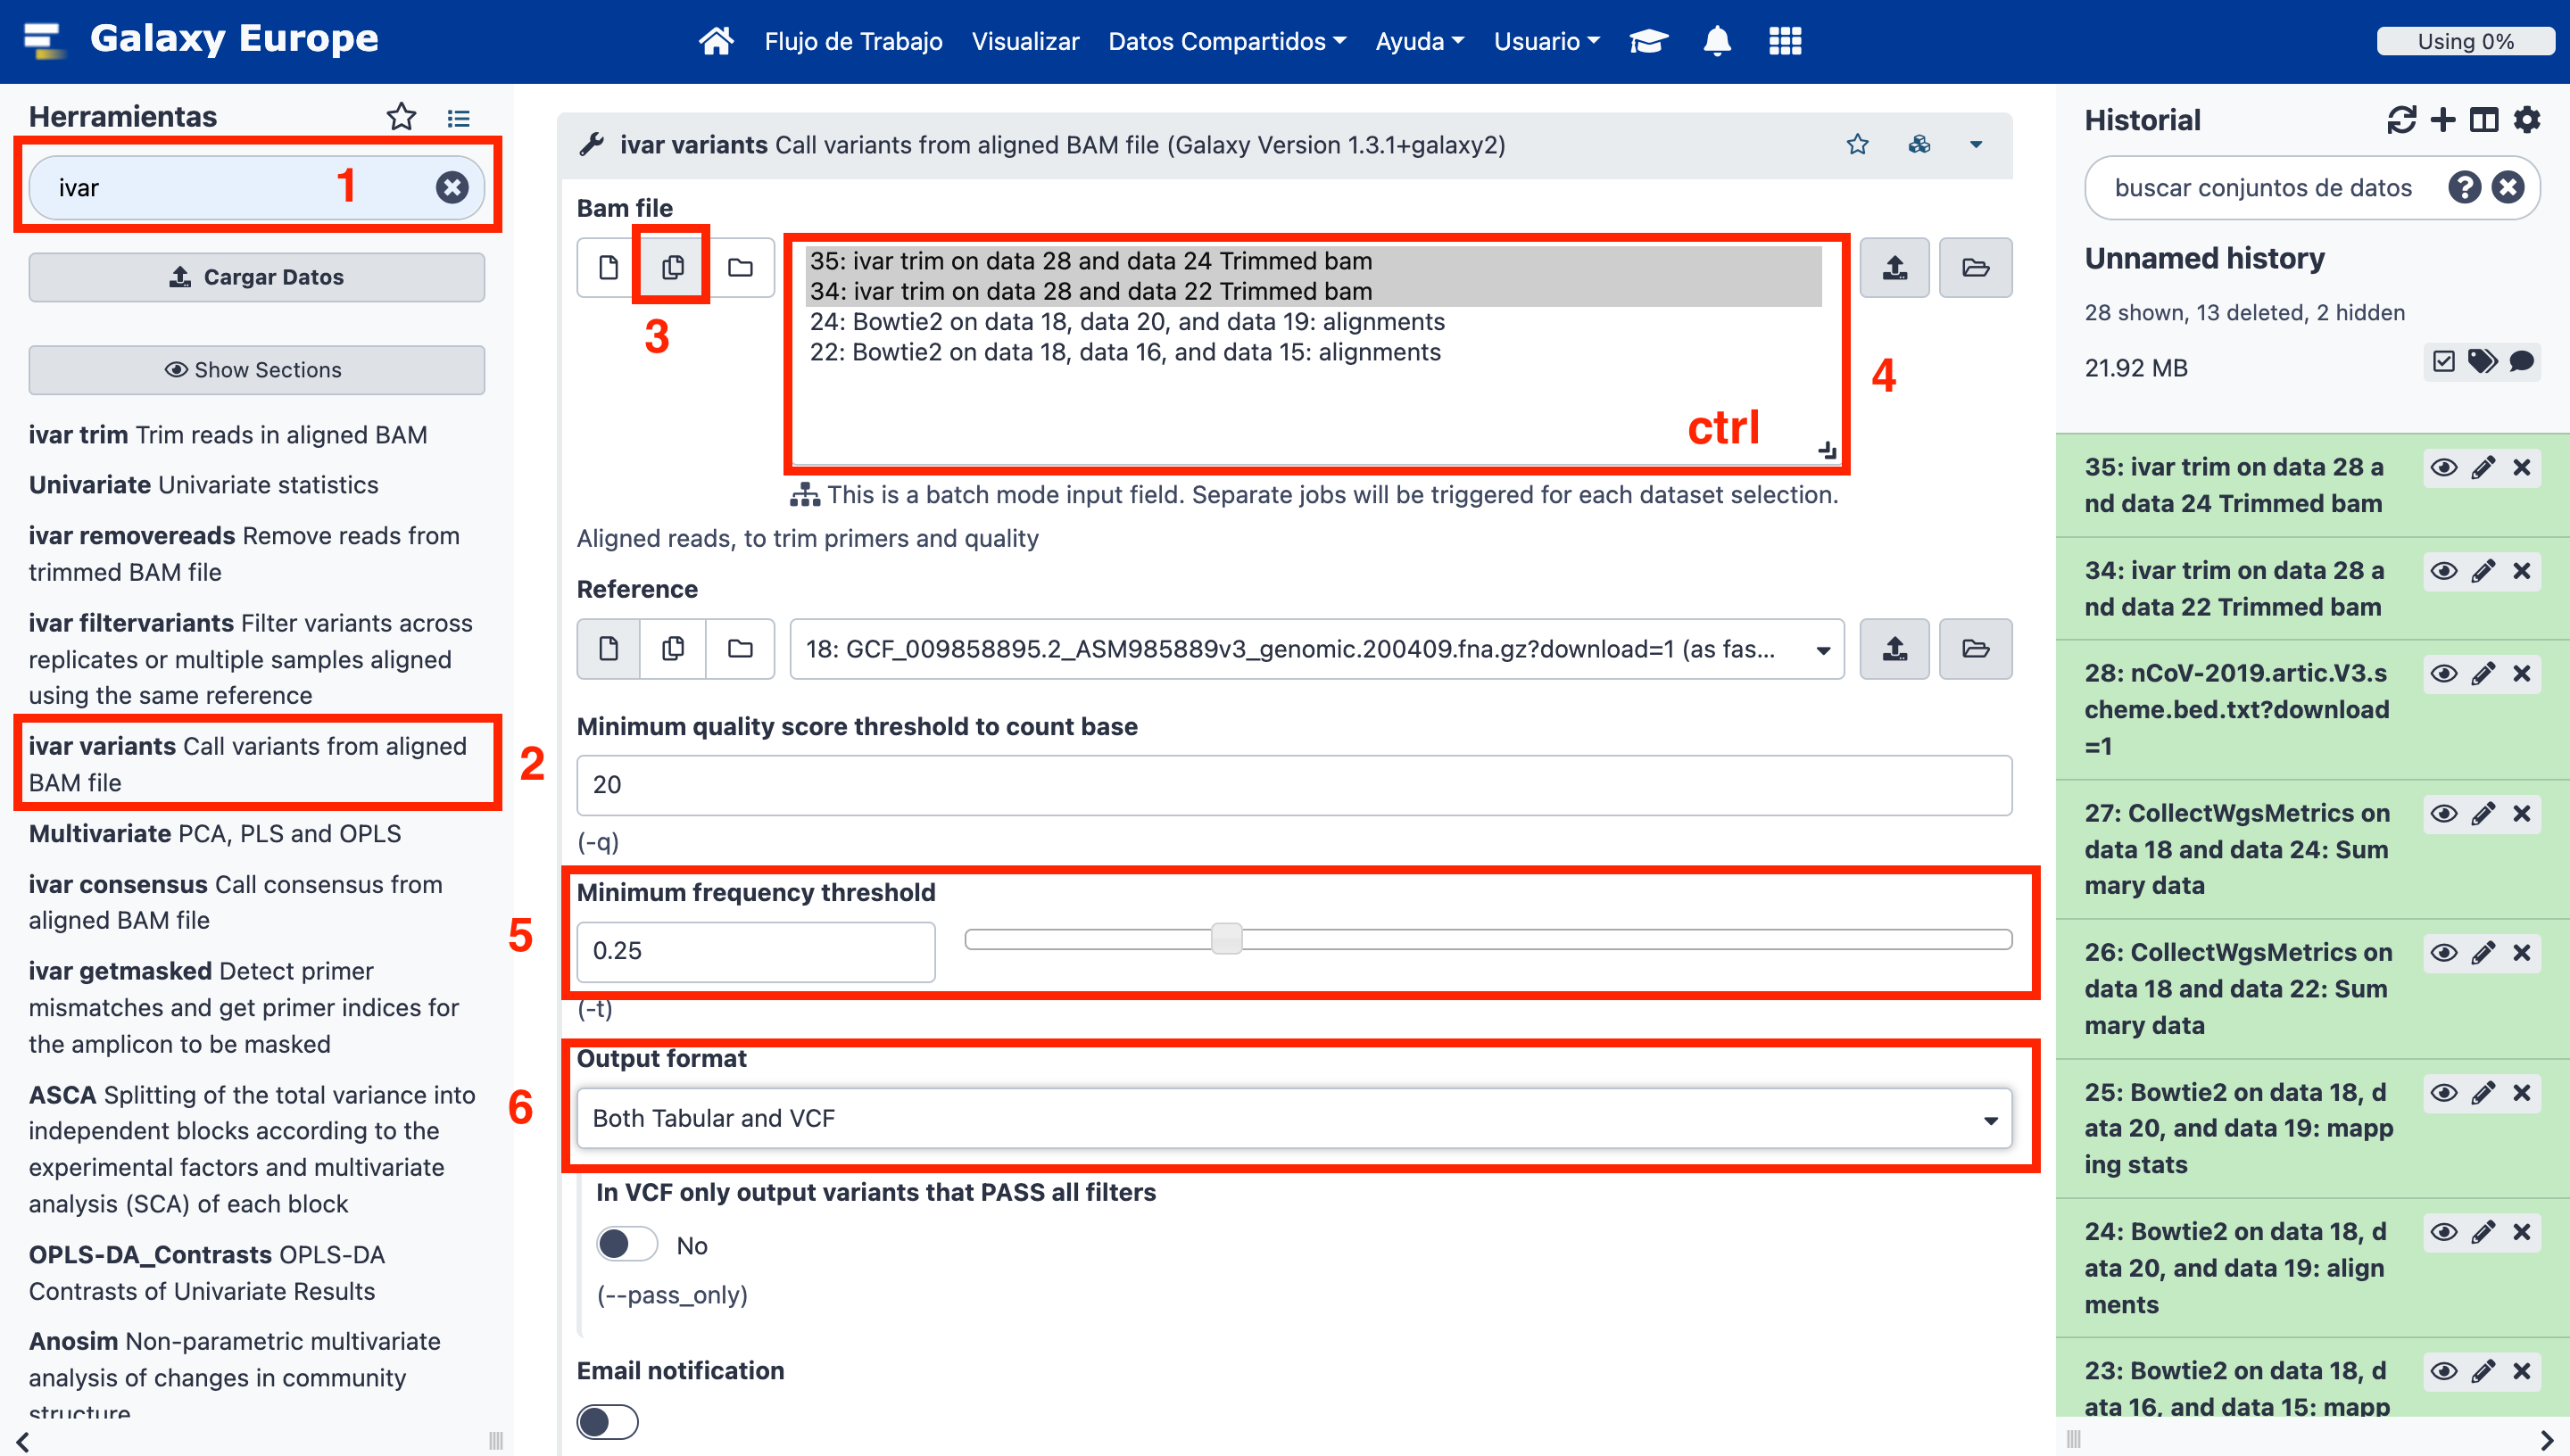 Galaxy Europe
Flujo de Trabajo Visualizar Datos Compartidos Ayuda Usuario
Using 0%
Herramientas
ivar
1
Cargar Datos
Show Sections
ivar trim Trim reads in aligned BAM
Univariate Univariate statistics
ivar removereads Remove reads from
trimmed BAM file
ivar filtervariants Filter variants across
replicates or multiple samples aligned
using the same reference
ivar variants Call variants from aligned
BAM file
2
Multivariate PCA, PLS and OPLS
ivar consensus Call consensus from
aligned BAM file
ivar getmasked Detect primer
mismatches and get primer indices for
the amplicon to be masked
ASCA Splitting of the total variance into
independent blocks according to the
experimental factors and multivariate
analysis (SCA) of each block
OPLS-DA_Contrasts OPLS-DA
Contrasts of Univariate Results
Anosim Non-parametric multivariate
analysis of changes in community
structure
ivar variants Call variants from aligned BAM file (Galaxy Version 1.3.1+galaxy2)
Bam file
3
35: ivar trim on data 28 and data 24 Trimmed bam
34: ivar trim on data 28 and data 22 Trimmed bam
24: Bowtie2 on data 18, data 20, and data 19: alignments
22: Bowtie2 on data 18, data 16, and data 15: alignments
4
ctrl
This is a batch mode input field. Separate jobs will be triggered for each dataset selection.
Aligned reads, to trim primers and quality
Reference
18: GCF_009858895.2_ASM985889v3_genomic.200409.fna.gz?download=1 (as fas...
Minimum quality score threshold to count base
20
(-q)
Minimum frequency threshold
5
0.25
(-t)
Output format
6
Both Tabular and VCF
In VCF only output variants that PASS all filters
No
(--pass_only)
Email notification
Historial
buscar conjuntos de datos
Unnamed history
28 shown, 13 deleted, 2 hidden
21.92 MB
35: ivar trim on data 28 a
nd data 24 Trimmed bam
34: ivar trim on data 28 a
nd data 22 Trimmed bam
28: nCoV-2019.artic.V3.s
cheme.bed.txt?download
=1
27: CollectWgsMetrics on
data 18 and data 24: Sum
mary data
26: CollectWgsMetrics on
data 18 and data 22: Sum
mary data
25: Bowtie2 on data 18, d
ata 20, and data 19: mapp
ing stats
24: Bowtie2 on data 18, d
ata 20, and data 19: align
ments
23: Bowtie2 on data 18, d
ata 16, and data 15: mapp